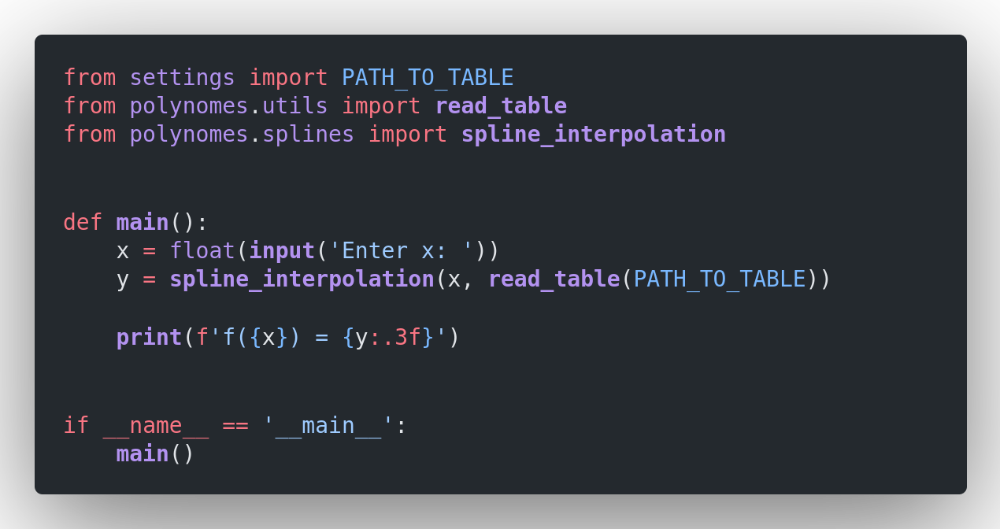 from settings import PATH_TO_TABLE
from polynomes.utils import read_table
from polynomes.splines import spline_interpolation


def main():
    x = float(input('Enter x: '))
    y = spline_interpolation(x, read_table(PATH_TO_TABLE))

    print(f'f({x}) = {y:.3f}')


if __name__ == '__main__':
    main()